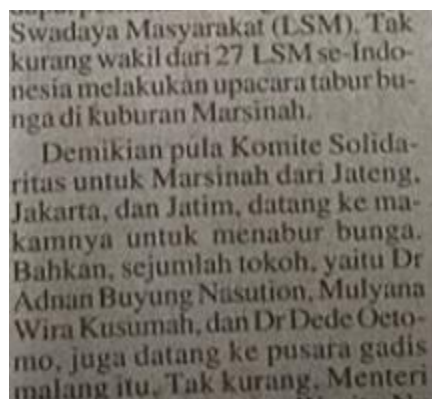 Swadaya Masyarakat (LSM). Tak
kurang wakil dari 27 LSM se-Indo-
nesia melakukan upacara tabur bu-
nga di kuburan Marsinah.
Demikian pula Komite Solida-
ritas untuk Marsinah dari Jateng,
Jakarta, dan Jatim, datang ke ma-
kamnya untuk menabur bunga.
Bahkan, sejumlah tokoh, yaitu Dr
Adnan Buyung Nasution, Mulyana
Wira Kusumah, dan Dr Dede Oeto-
mo, juga datang ke pusara gadis
malang itu. Tak kurang, Menteri